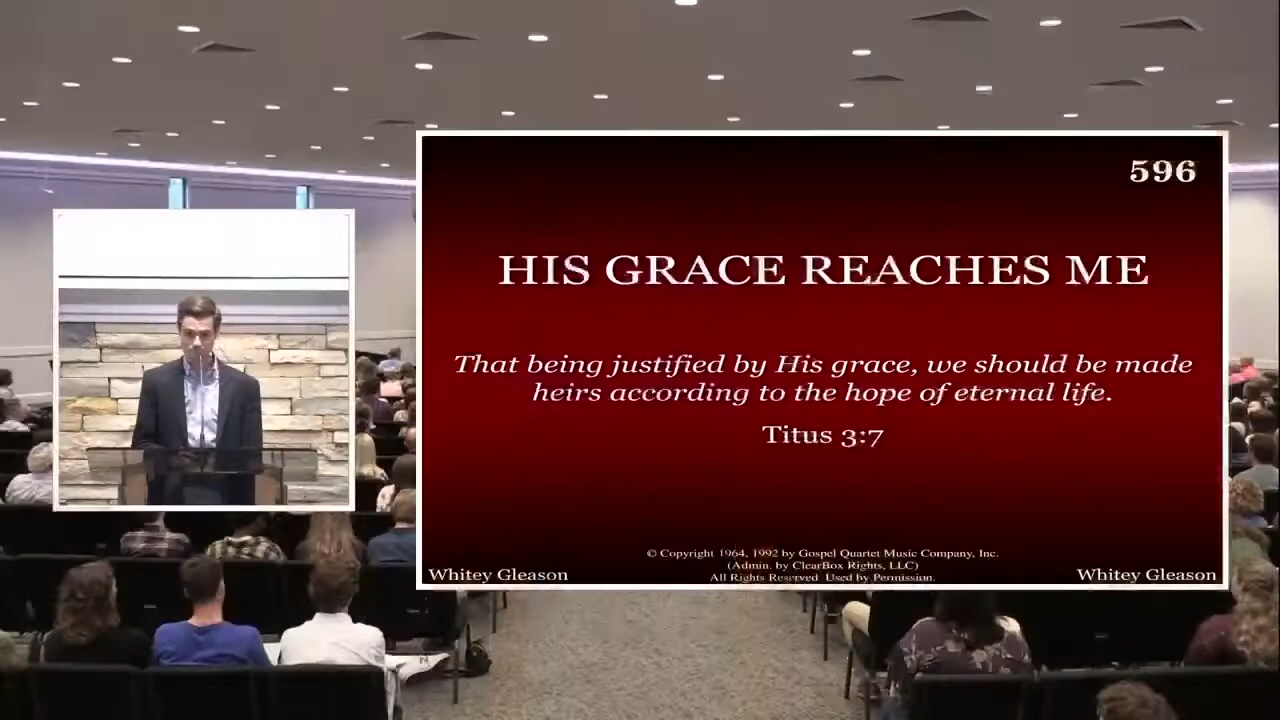 596
HIS GRACE REACHES ME
That being justified by His grace, we should be made
heirs according to the hope of eternal life.
Titus 3:7
© Copyright 1964, 1992 by Gospel Quartet Music Company, Inc.
(Admin. by ClearBox Rights, LLC)
All Rights Reserved Used by Permission.
Whitey Gleason
Whitey Gleason